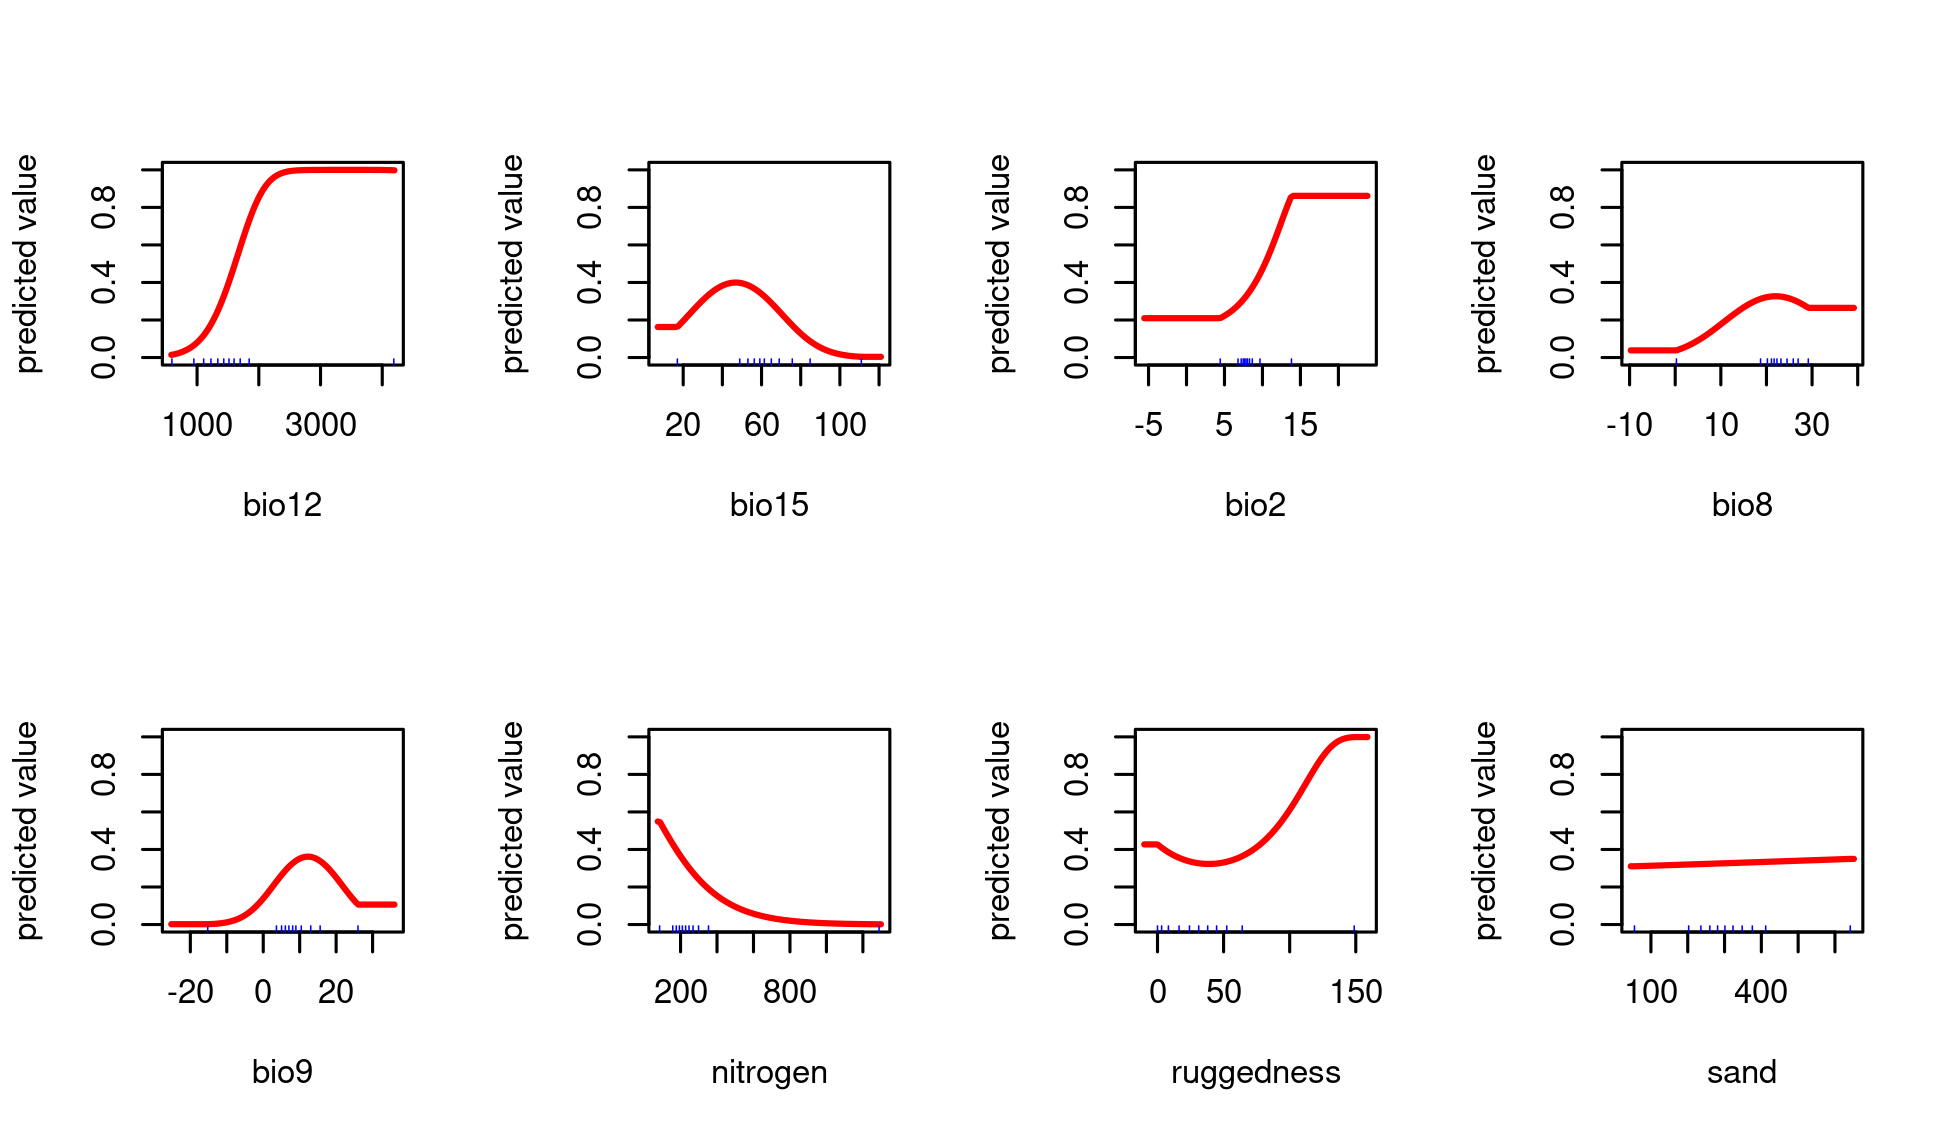 predicted value
0.0 0.4 0.8
1000 3000
bio12
predicted value
0.0 0.4 0.8
20 60 100
bio15
predicted value
0.0 0.4 0.8
-5 5 15
bio2
predicted value
0.0 0.4 0.8
-10 10 30
bio8
predicted value
0.0 0.4 0.8
-20 0 20
bio9
predicted value
0.0 0.4 0.8
200 800
nitrogen
predicted value
0.0 0.4 0.8
0 50 150
ruggedness
predicted value
0.0 0.4 0.8
100 400
sand